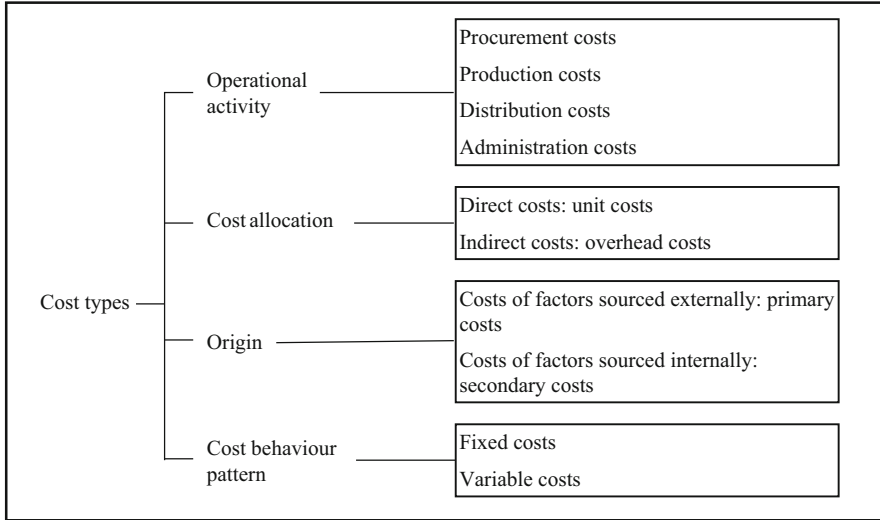 Cost types
Operational
activity
Procurement costs
Production costs
Distribution costs
Administration costs
Cost allocation
Direct costs: unit costs
Indirect costs: overhead costs
Origin
Costs of factors sourced externally: primary
costs
Costs of factors sourced internally:
secondary costs
Cost behaviour
pattern
Fixed costs
Variable costs